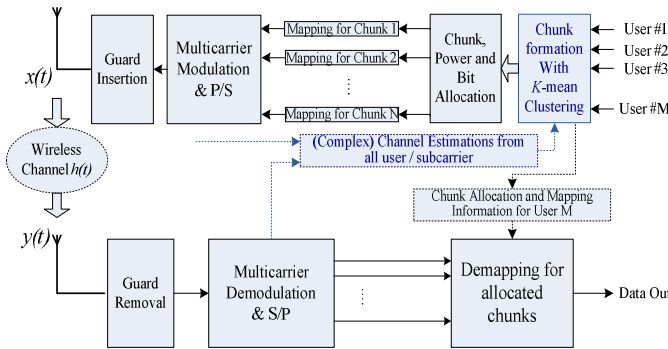 x(t)
Guard
Insertion
Multicarrier
Modulation
& P/S
Mapping for Chunk 1
Mapping for Chunk 2
Mapping for Chunk N
Chunk,
Power and
Bit
Allocation
Chunk
formation
With
K-mean
Clustering
User #1
User #2
User #3
User #M
Wireless
Channel h(t)
(Complex) Channel Estimations from
all user / subcarrier
Chunk Allocation and Mapping
Information for User M
y(t)
Guard
Removal
Multicarrier
Demodulation
& S/P
Demapping for
allocated
chunks
Data Out